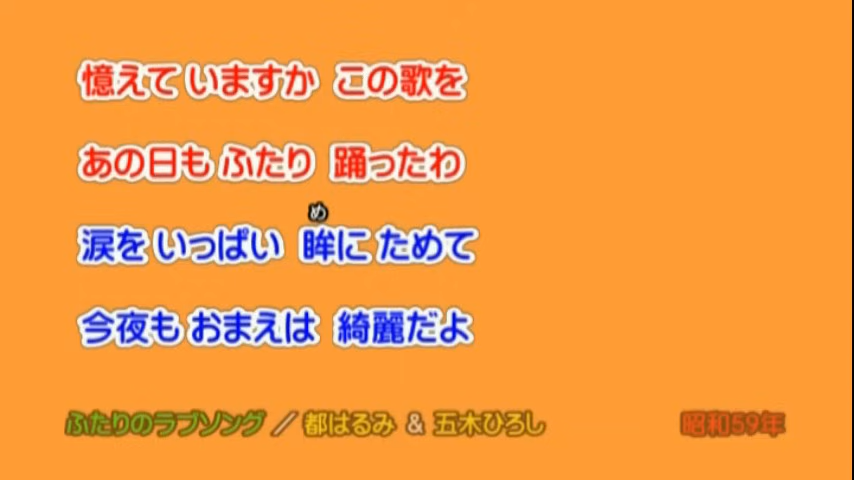 憶えて いますか この歌を
あの日も ふたり 踊ったわ
め
涙を いっぱい 眸に ためて
今夜も おまえは 綺麗だよ
ふたりのラブソング / 都はるみ & 五木ひろし 昭和59年